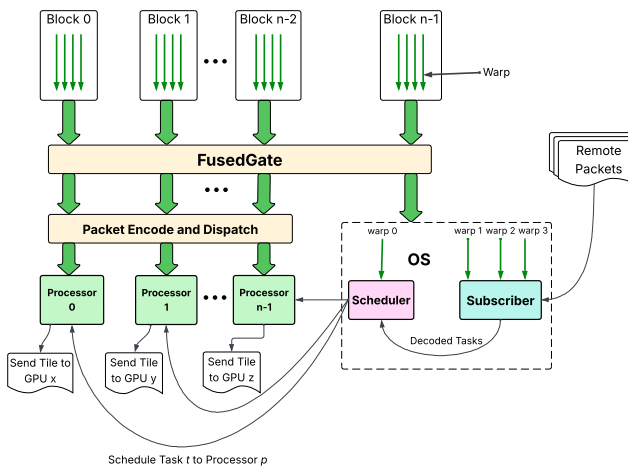 Block 0
Block 1
Block n-2
Block n-1
Warp
FusedGate
Remote
Packets
Packet Encode and Dispatch
warp 0
warp 1
warp 2
warp 3
OS
Processor
0
Processor
1
Processor
n-1
Scheduler
Subscriber
Decoded Tasks
Send Tile to
GPU x
Send Tile
to GPU y
Send Tile
to GPU z
Schedule Task t to Processor p